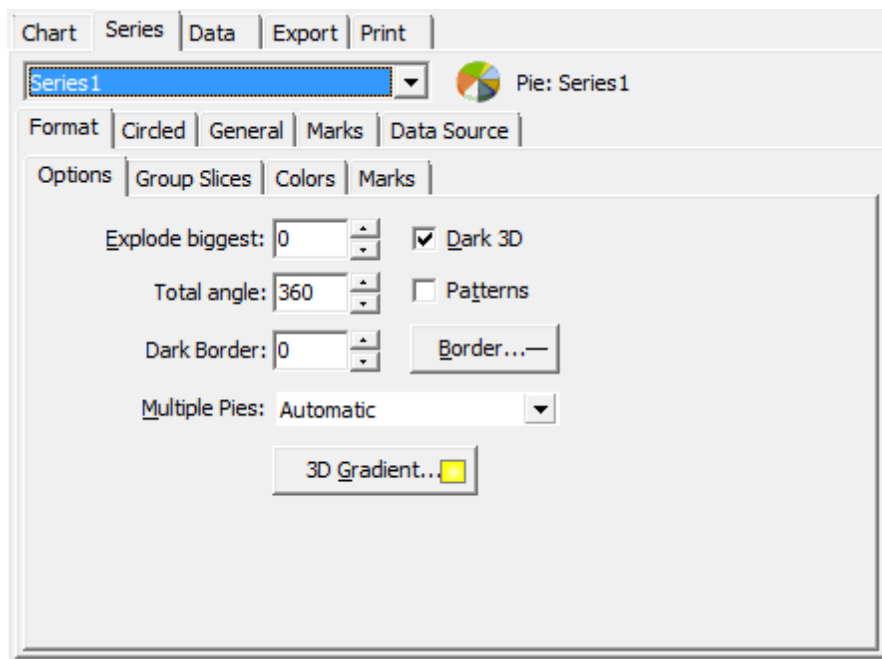 Chart Series Data Export Print
Series1 Pie: Series1
Format Circled General Marks Data Source
Options Group Slices Colors Marks
Explode biggest: 0 Dark 3D
Total angle: 360 Patterns
Dark Border: 0 Border...
Multiple Pies: Automatic
3D Gradient...